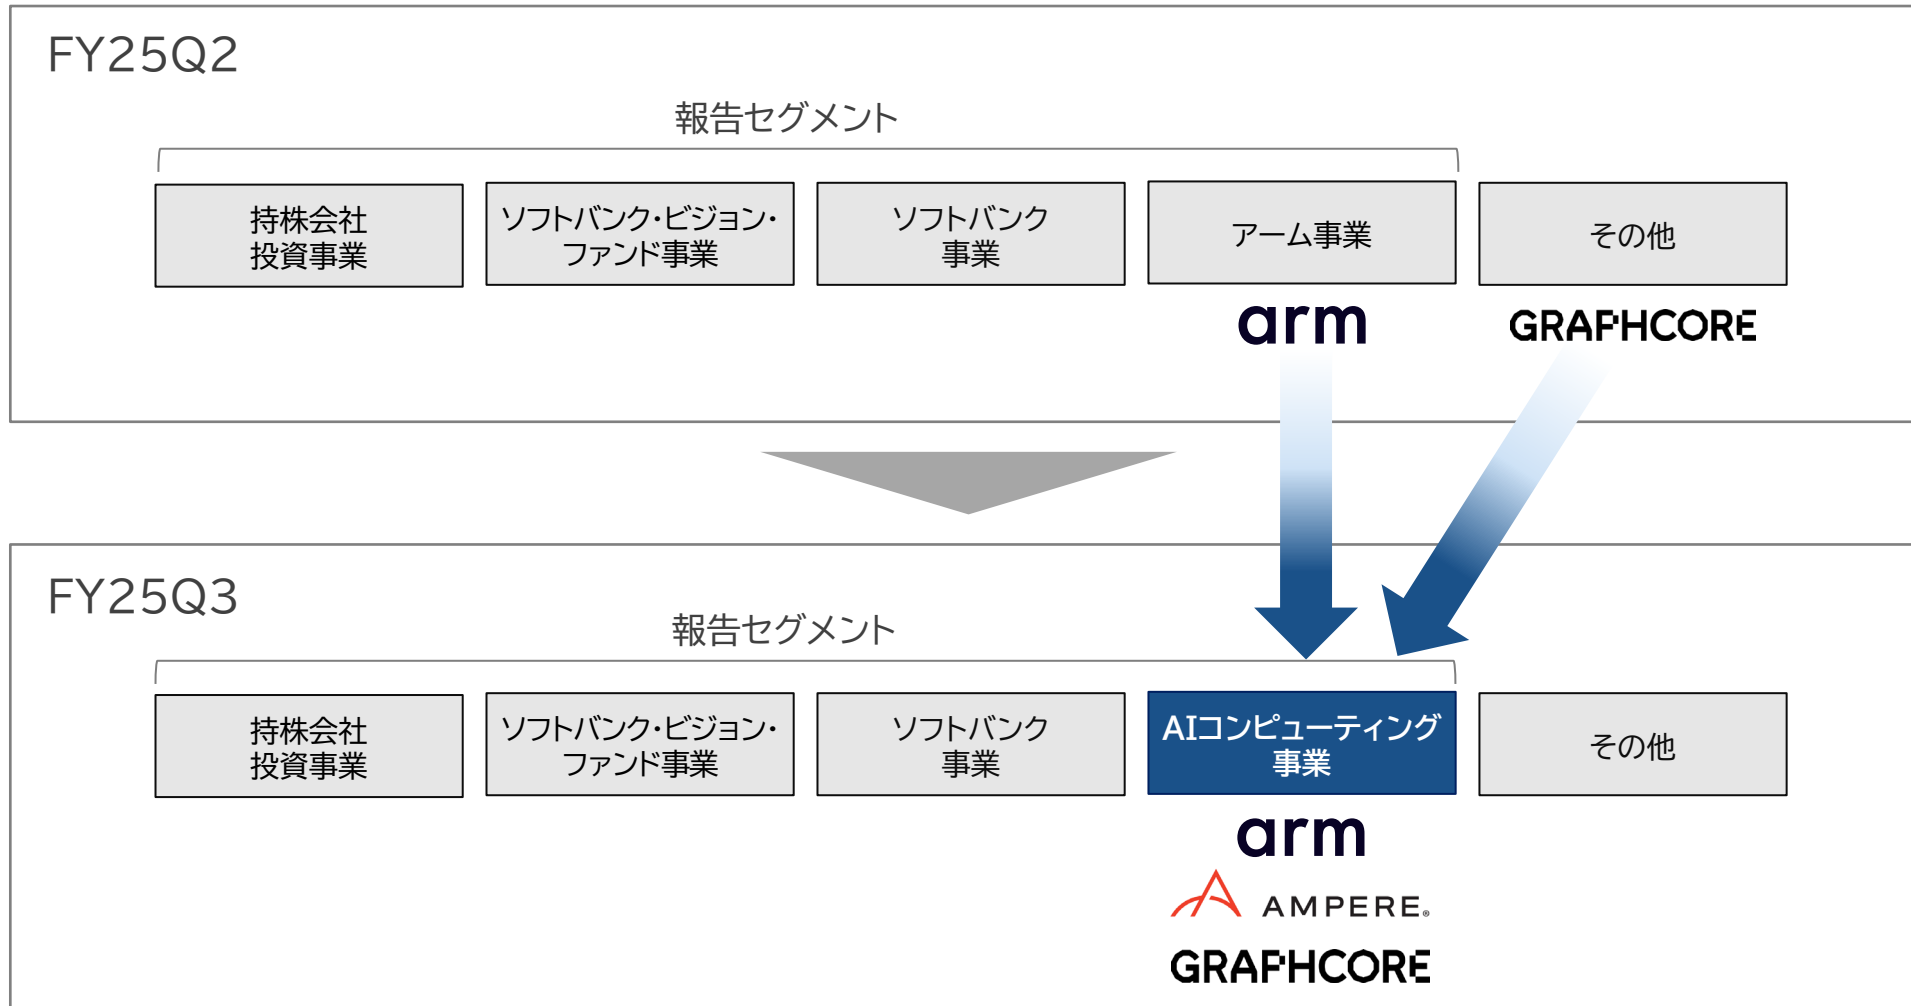 FY25Q2
報告セグメント
持株会社
投資事業
ソフトバンク・ビジョン・
ファンド事業
ソフトバンク
事業
アーム事業
その他
arm
GRAPHCORE
FY25Q3
報告セグメント
持株会社
投資事業
ソフトバンク・ビジョン・
ファンド事業
ソフトバンク
事業
AIコンピューティング
事業
その他
arm
AMPERE®
GRAPHCORE